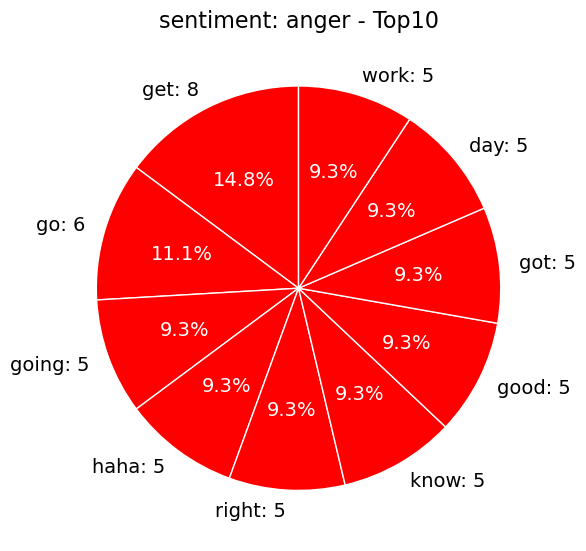 sentiment: anger - Top10
get: 8
14.8%
go: 6
11.1%
going: 5
9.3%
haha: 5
9.3%
right: 5
9.3%
know: 5
9.3%
good: 5
9.3%
got: 5
9.3%
day: 5
9.3%
work: 5
9.3%